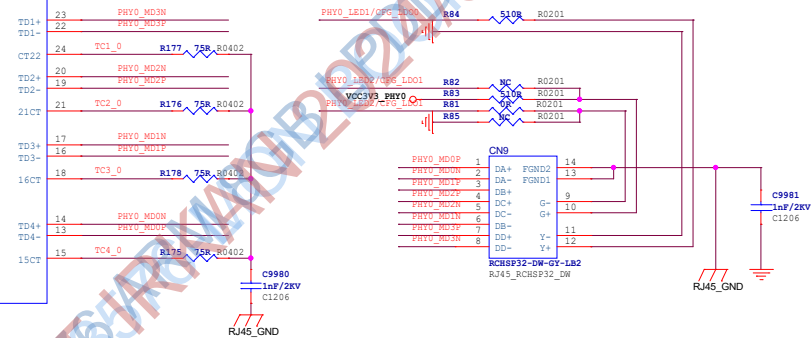 23 PHY0_MD3N
TD1+
22 PHY0_MD3P
TD1-
24 TC1_0 R177 75R R0402
CT22
20 PHY0_MD2N
TD2+
19 PHY0_MD2P
TD2-
21 TC2_0 R176 75R R0402
21CT
17 PHY0_MD1N
TD3+
16 PHY0_MD1P
TD3-
18 TC3_0 R178 75R R0402
16CT
14 PHY0_MD0N
TD4+
13 PHY0_MD0P
TD4-
15 TC4_0 R175 75R R0402
15CT
C9980
1nF/2KV
C1206
RJ45_GND
PHY0_LED1/CFG_LDO0 R84 510R R0201
PHY0_LED2/CFG_LDO1 R82 NC R0201
VCC3V3_PHY0 R83 510R R0201
PHY0_LED2/CFG_LDO1 R81 0R R0201
R85 NC R0201
CN9
PHY0_MD0P 1 DA+ FGND2 14
PHY0_MD0N 2 DA- FGND1 13
PHY0_MD1P 3 DB+
PHY0_MD2P 4 DC+ G- 9
PHY0_MD2N 5 DC- G+ 10
PHY0_MD1N 6 DB-
PHY0_MD3P 7 DD+ Y- 11
PHY0_MD3N 8 DD- Y+ 12
RCHSP32-DW-GY-LB2
RJ45_RCHSP32_DW
C9981
1nF/2KV
C1206
RJ45_GND